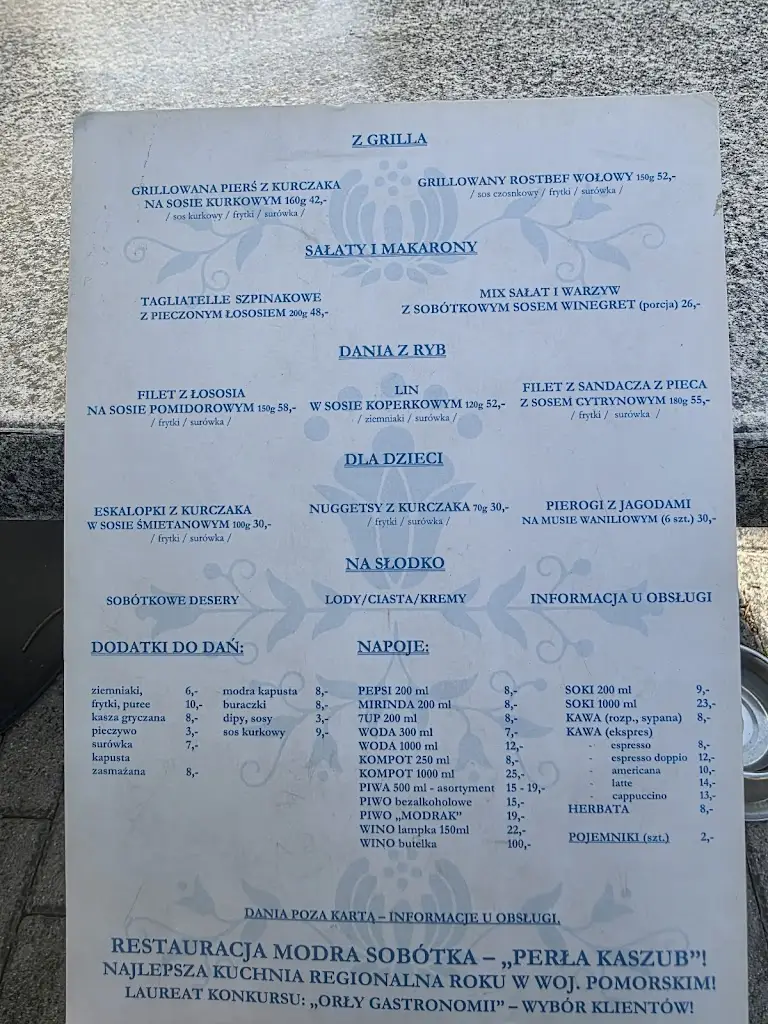 Z GRILLA
GRILLOWANA PIERŚ Z KURCZAKA
NA SOSIE KURKOWYM 160g 42,-
/ sos kurkowy / frytki / surówka /
GRILLOWANY ROSTBEF WOŁOWY 150g 52,-
/ sos czosnkowy / frytki / surówka /
SAŁATY I MAKARONY
TAGLIATELLE SZPINAKOWE
Z PIECZONYM ŁOSOSIEM 200g 48,-
MIX SAŁAT I WARZYW
Z SOBÓTKOWYM SOSEM WINEGRET (porcja) 26,-
DANIA Z RYB
FILET Z ŁOSOSIA
NA SOSIE POMIDOROWYM 150g 58,-
/ frytki / surówka /
LIN
W SOSIE KOPERKOWYM 120g 52,-
/ ziemniaki / surówka /
FILET Z SANDACZA Z PIECA
Z SOSEM CYTRYNOWYM 180g 55,-
/ frytki / surówka /
DLA DZIECI
ESKALOPKI Z KURCZAKA
W SOSIE ŚMIETANOWYM 100g 30,-
/ frytki / surówka /
NUGGETSY Z KURCZAKA 70g 30,-
/ frytki / surówka /
PIEROGI Z JAGODAMI
NA MUSIE WANILIOWYM (6 szt.) 30,-
NA SŁODKO
SOBÓTKOWE DESERY
LODY/CIASTA/KREMY
INFORMACJA U OBSŁUGI
DODATKI DO DAŃ:
ziemniaki, 6,-
frytki, puree 10,-
kasza gryczana 8,-
pieczywo 3,-
surówka 7,-
kapusta
zasmażana 8,-
modra kapusta 8,-
buraczki 8,-
dipy, sosy 3,-
sos kurkowy 9,-
NAPOJE:
PEPSI 200 ml 8,-
MIRINDA 200 ml 8,-
7UP 200 ml 8,-
WODA 300 ml 7,-
WODA 1000 ml 12,-
KOMPOT 250 ml 8,-
KOMPOT 1000 ml 25,-
PIWA 500 ml - asortyment 15 - 19,-
PIWO bezalkoholowe 15,-
PIWO „MODRAK" 19,-
WINO lampka 150ml 22,-
WINO butelka 100,-
SOKI 200 ml 9,-
SOKI 1000 ml 23,-
KAWA (rozp., sypana) 8,-
KAWA (ekspres)
- espresso 8,-
- espresso doppio 12,-
- americana 10,-
- latte 14,-
- cappuccino 13,-
HERBATA 8,-
POJEMNIKI (szt.) 2,-
DANIA POZA KARTĄ – INFORMACJE U OBSŁUGI.
RESTAURACJA MODRA SOBÓTKA – „PERŁA KASZUB"!
NAJLEPSZA KUCHNIA REGIONALNA ROKU W WOJ. POMORSKIM!
LAUREAT KONKURSU: „ORŁY GASTRONOMII" – WYBÓR KLIENTÓW!